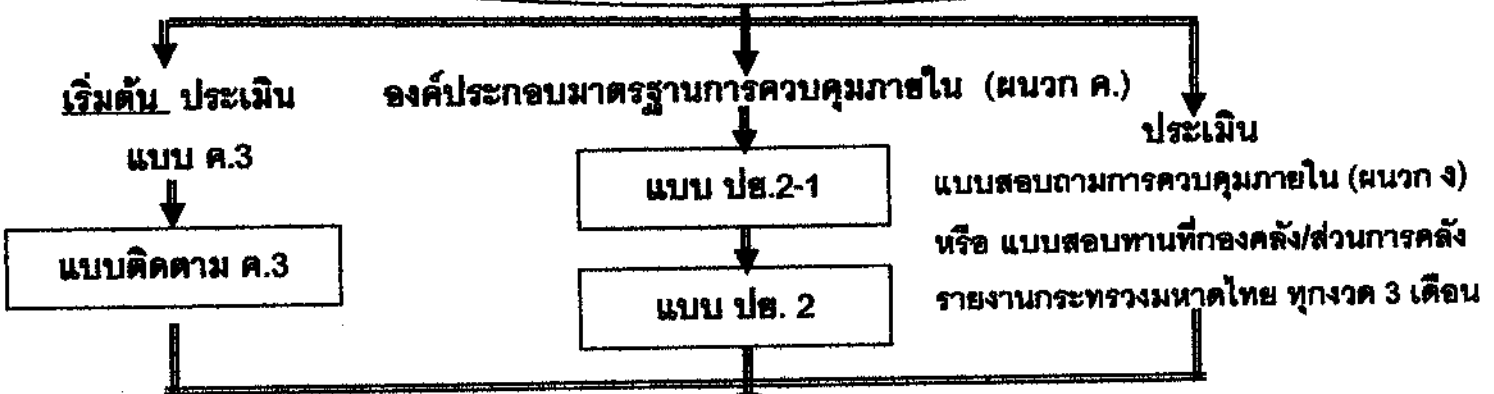 เริ่มต้น ประเมิน
แบบ ค.3
แบบติดตาม ค.3
องค์ประกอบมาตรฐานการควบคุมภายใน (ผนวก ค.)
แบบ ปย.2-1
แบบ ปย. 2
ประเมิน
แบบสอบถามการควบคุมภายใน (ผนวก ง)
หรือ แบบสอบทานที่กองคลัง/ส่วนการคลัง
รายงานกระทรวงมหาดไทย ทุกงวด 3 เดือน